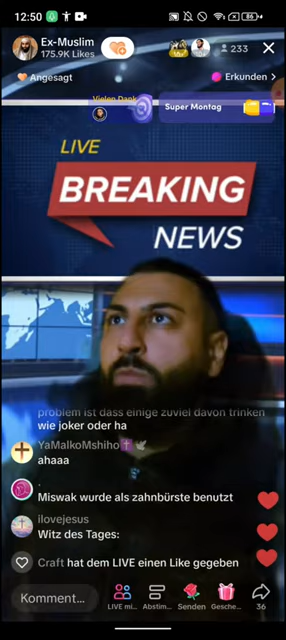 12:50
86
Ex-Muslim
175.9K Likes
233
Angesagt
Erkunden
Vielen Dank
Super Montag
LIVE
BREAKING
NEWS
problem ist dass einige zuviel davon trinken
wie joker oder ha
YaMalkoMshiho
ahaaa
.
Miswak wurde als zahnbürste benutzt
ilovejesus
Witz des Tages:
Craft hat dem LIVE einen Like gegeben
Komment...
LIVE mi...
Abstim...
Senden
Gesche...
36